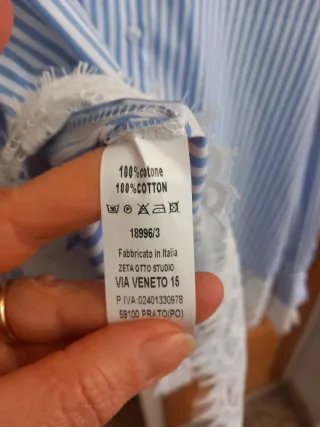 100%cotone
100%COTTON
18996/3
Fabbricato in Italia
ZETA OTTO STUDIO
VIA VENETO 15
P.IVA:02401330978
59100 PRATO(PO)